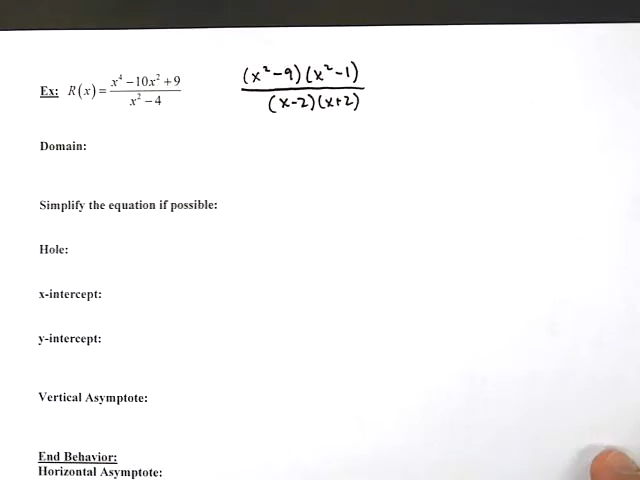 Ex: R(x) = (x⁴ − 10x² + 9)/(x² − 4)
(x²−9)(x²−1)
(x−2)(x+2)
Domain:
Simplify the equation if possible:
Hole:
x-intercept:
y-intercept:
Vertical Asymptote:
End Behavior:
Horizontal Asymptote: